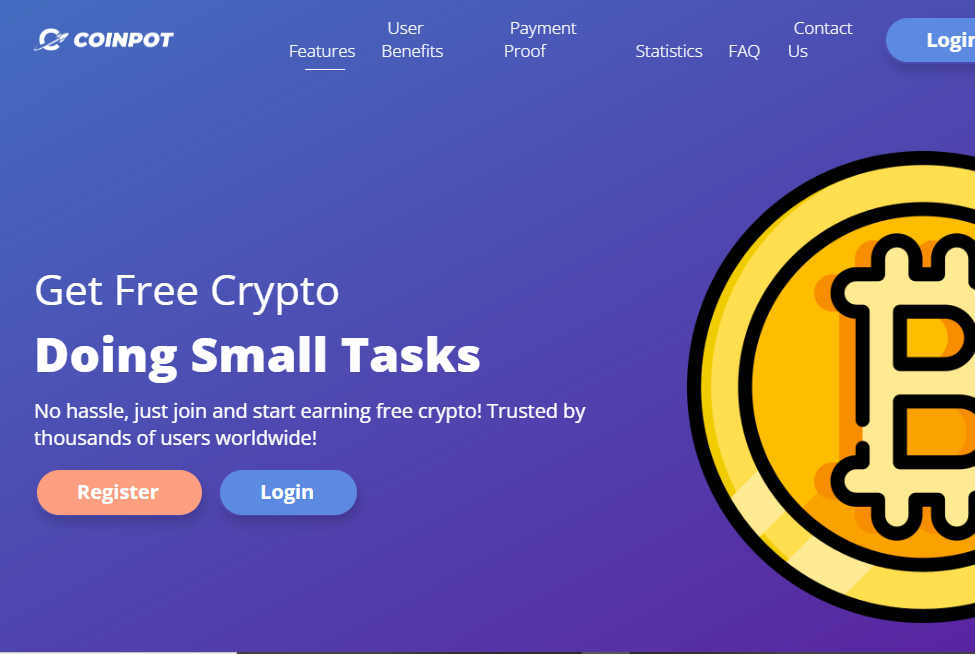 COINPOT
Features
User
Benefits
Payment
Proof
Statistics
FAQ
Contact
Us
Login
Get Free Crypto
Doing Small Tasks
No hassle, just join and start earning free crypto! Trusted by
thousands of users worldwide!
Register
Login